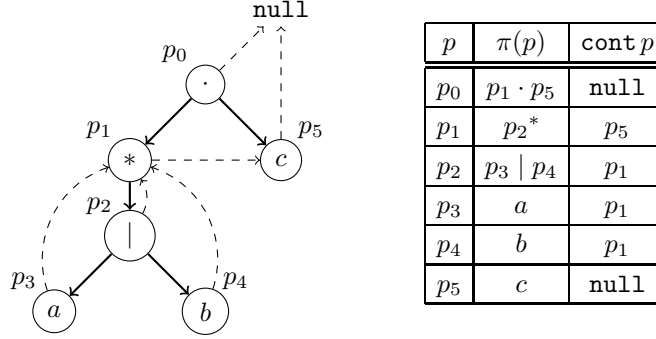 null
p₀
·
p₁
*
p₅
c
p₂
|
p₃
a
p₄
b
p π(p) cont p
p₀ p₁ · p₅ null
p₁ p₂* p₅
p₂ p₃ | p₄ p₁
p₃ a p₁
p₄ b p₁
p₅ c null